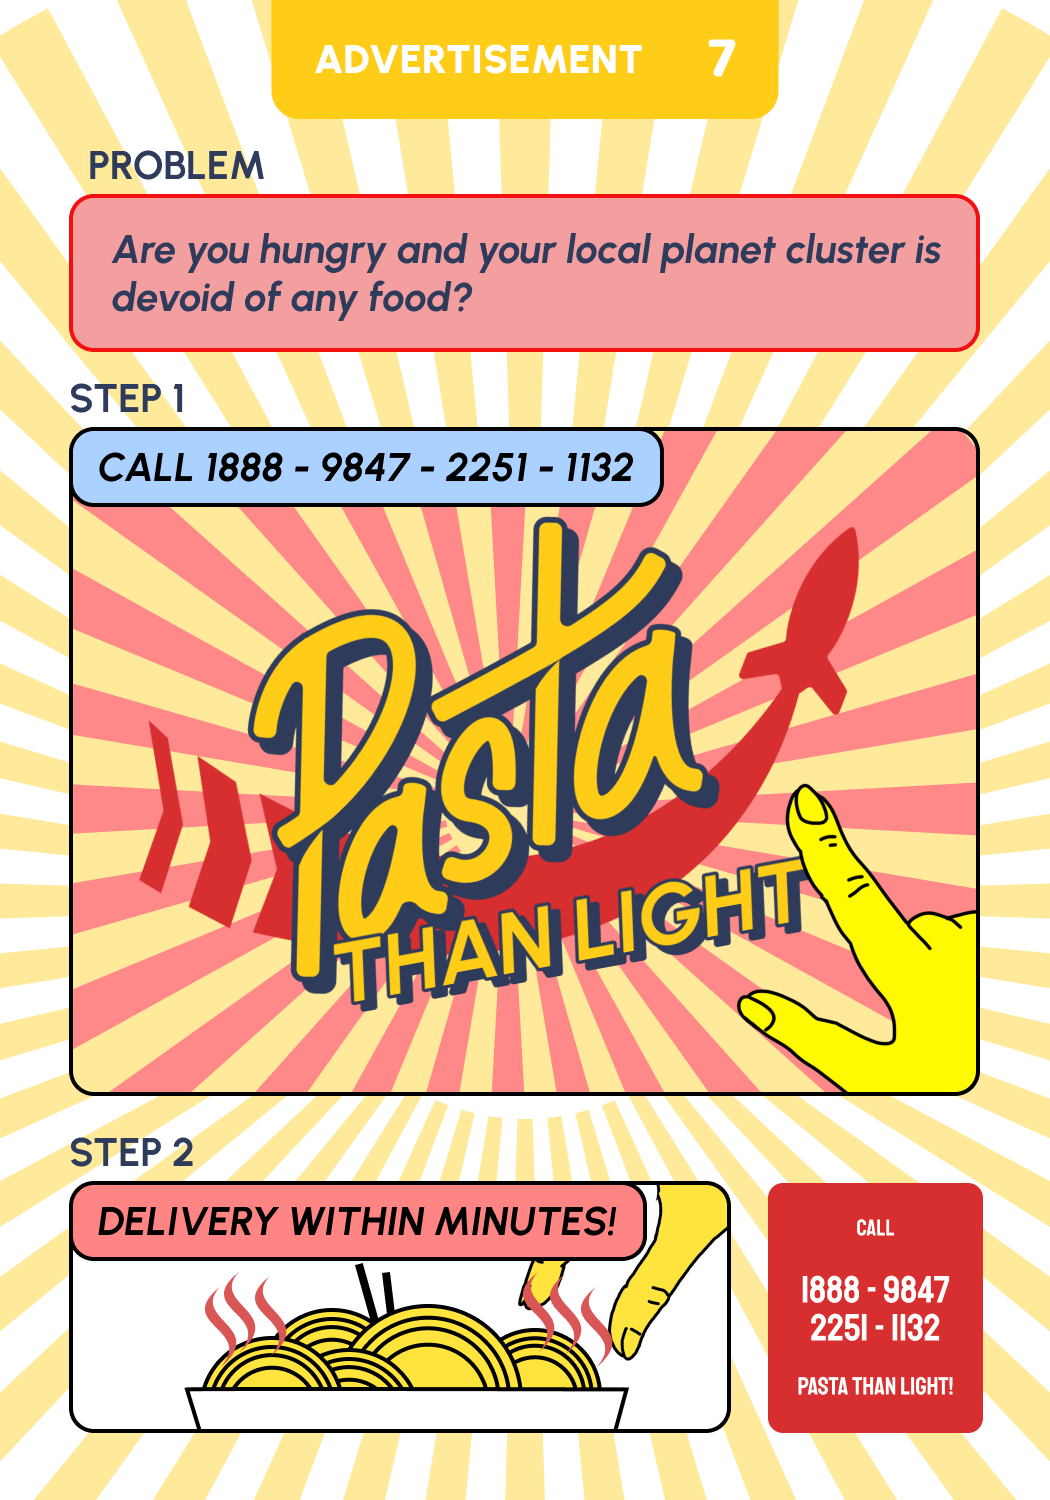 ADVERTISEMENT 7
PROBLEM
Are you hungry and your local planet cluster is
devoid of any food?
STEP 1
CALL 1888 - 9847 - 2251 - 1132
Pasta
THAN LIGHT
STEP 2
DELIVERY WITHIN MINUTES!
CALL
1888 - 9847
2251 - 1132
PASTA THAN LIGHT!